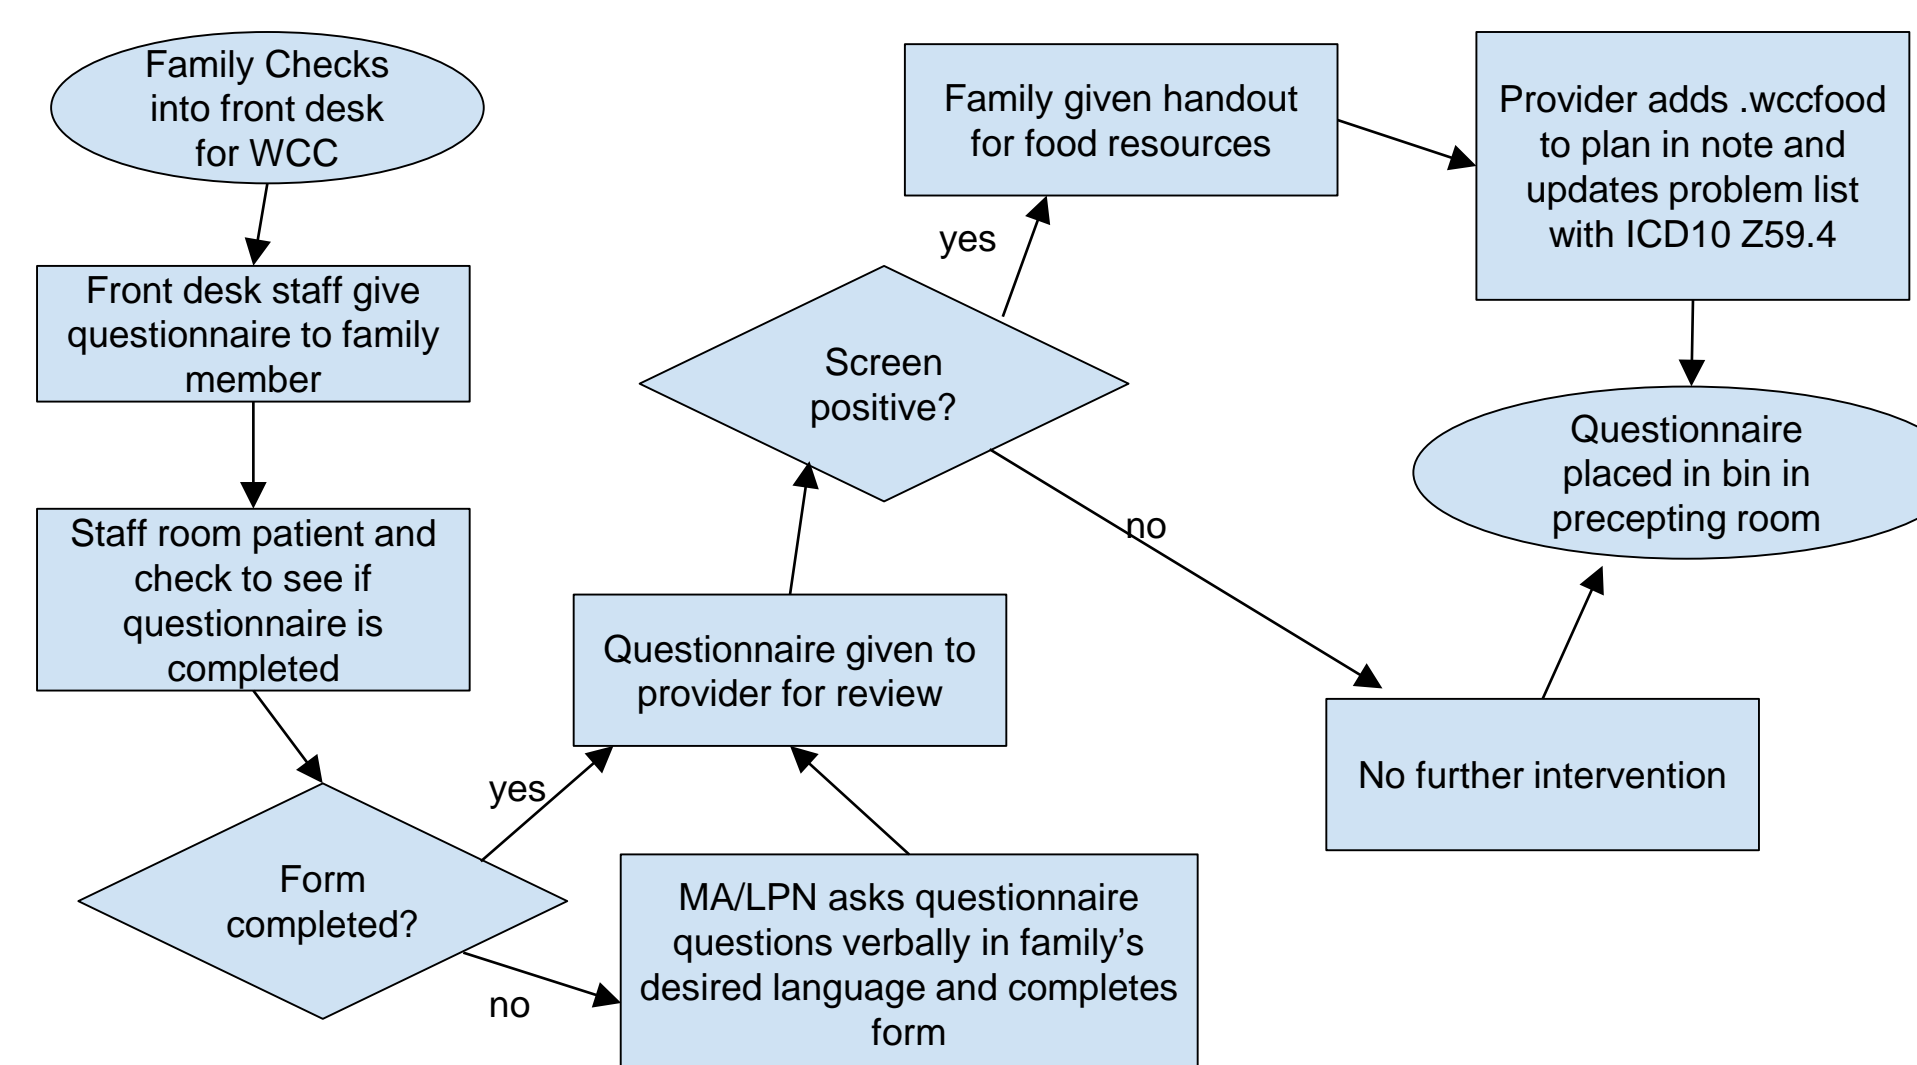 Family Checks
into front desk
for WCC
Front desk staff give
questionnaire to family
member
Staff room patient and
check to see if
questionnaire is
completed
Form
completed?
yes
no
MA/LPN asks questionnaire
questions verbally in family’s
desired language and completes
form
Questionnaire given to
provider for review
Screen
positive?
yes
no
Family given handout
for food resources
Provider adds .wccfood
to plan in note and
updates problem list
with ICD10 Z59.4
No further intervention
Questionnaire
placed in bin in
precepting room